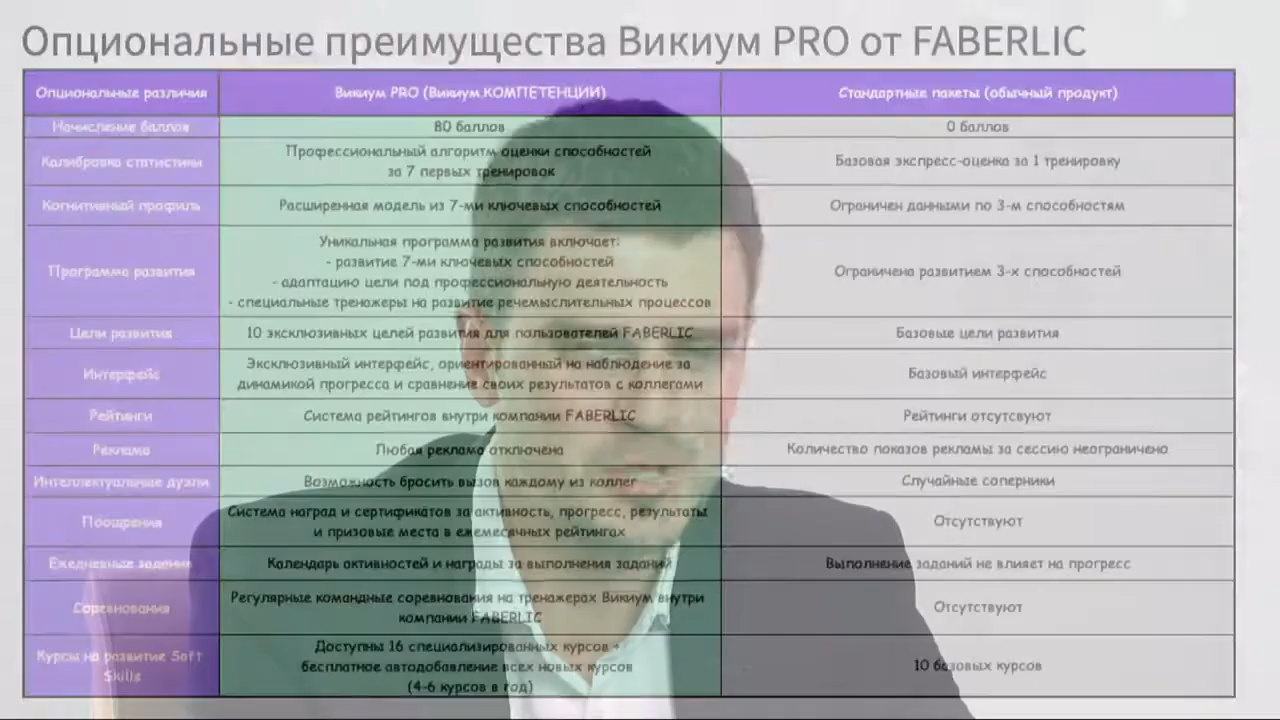 Опциональные преимущества Викиум PRO от FABERLIC
Опциональные различия
Викиум PRO (Викиум.КОМПЕТЕНЦИИ)
Стандартные пакеты (обычный продукт)
Начисление баллов
80 баллов
0 баллов
Калибровка статистики
Профессиональный алгоритм оценки способностей
за 7 первых тренировок
Базовая экспресс-оценка за 1 тренировку
Когнитивный профиль
Расширенная модель из 7-ми ключевых способностей
Ограничен данными по 3-м способностям
Программа развития
Уникальная программа развития включает:
- развитие 7-ми ключевых способностей
- адаптацию цели под профессиональную деятельность
- специальные тренажеры на развитие речемыслительных процессов
Ограничена развитием 3-х способностей
Цели развития
10 эксклюзивных целей развития для пользователей FABERLIC
Базовые цели развития
Интерфейс
Эксклюзивный интерфейс, ориентированный на наблюдение за
динамикой прогресса и сравнение своих результатов с коллегами
Базовый интерфейс
Рейтинги
Система рейтингов внутри компании FABERLIC
Рейтинги отсутсвуют
Реклама
Любая реклама отключена
Количество показов рекламы за сессию неограничено
Интеллектуальные дуэли
Возможность бросить вызов каждому из коллег
Случайные соперники
Поощрения
Система наград и сертификатов за активность, прогресс, результаты
и призовые места в ежемесячных рейтингах
Отсутствуют
Ежедневные задания
Календарь активностей и награды за выполнения заданий
Выполнение заданий не влияет на прогресс
Соревнования
Регулярные командные соревнования на тренажерах Викиум внутри
компании FABERLIC
Отсутствуют
Курсы на развитие Soft
Skills
Доступны 16 специализированных курсов +
бесплатное автодобавление всех новых курсов
(4-6 курсов в год)
10 базовых курсов